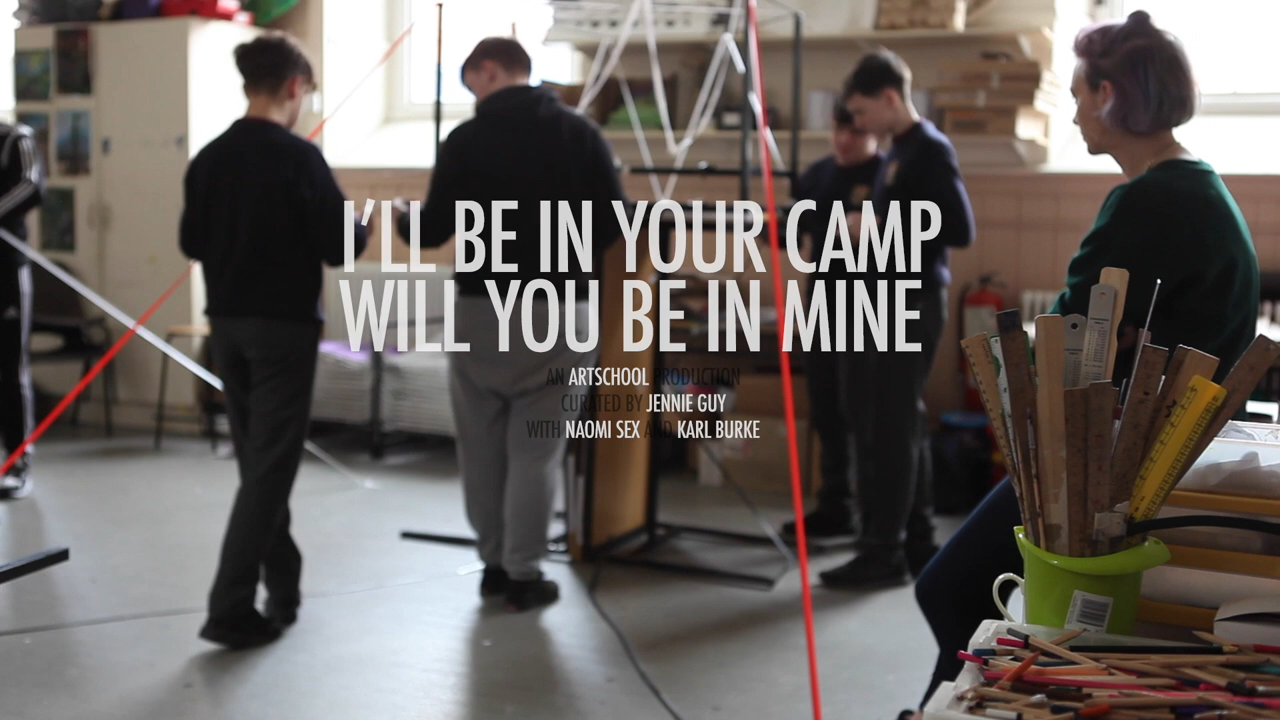 I'LL BE IN YOUR CAMP
WILL YOU BE IN MINE
AN ARTSCHOOL PRODUCTION
CURATED BY JENNIE GUY
WITH NAOMI SEX AND KARL BURKE